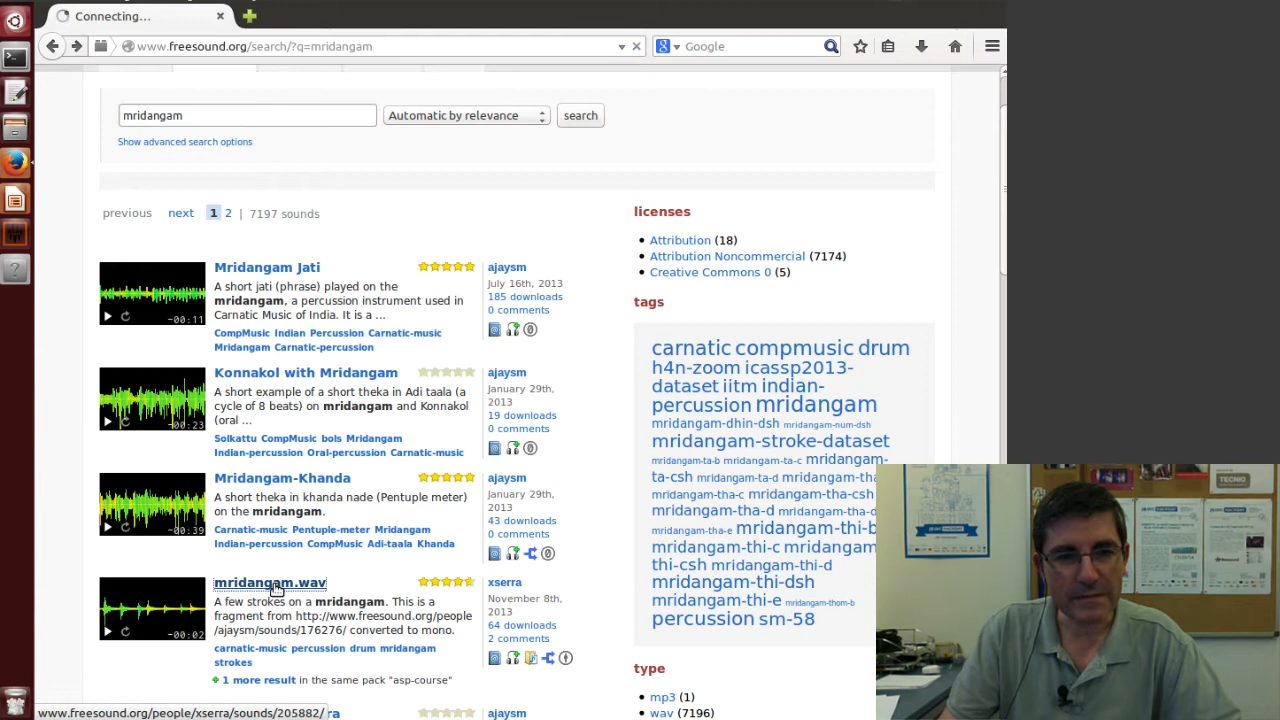 Connecting...
www.freesound.org/search/?q=mridangam
Google
mridangam
Automatic by relevance
search
Show advanced search options
previous next 1 2 | 7197 sounds
Mridangam Jati
A short jati (phrase) played on the
mridangam, a percussion instrument used in
Carnatic Music of India. It is a ...
CompMusic Indian Percussion Carnatic-music
Mridangam Carnatic-percussion
-00:11
ajaysm
July 16th, 2013
185 downloads
0 comments
Konnakol with Mridangam
A short example of a short theka in Adi taala (a
cycle of 8 beats) on mridangam and Konnakol
(oral ...
Solkattu CompMusic bols Mridangam
Indian-percussion Oral-percussion Carnatic-music
-00:23
ajaysm
January 29th,
2013
19 downloads
0 comments
Mridangam-Khanda
A short theka in khanda nade (Pentuple meter)
on the mridangam.
Carnatic-music Pentuple-meter Mridangam
Indian-percussion CompMusic Adi-taala Khanda
-00:39
ajaysm
January 29th,
2013
43 downloads
0 comments
mridangam.wav
A few strokes on a mridangam. This is a
fragment from http://www.freesound.org/people
/ajaysm/sounds/176276/ converted to mono.
carnatic-music percussion drum mridangam
strokes
1 more result in the same pack "asp-course"
-00:02
xserra
November 8th,
2013
64 downloads
2 comments
ajaysm
www.freesound.org/people/xserra/sounds/205882/
licenses
Attribution (18)
Attribution Noncommercial (7174)
Creative Commons 0 (5)
tags
carnatic compmusic drum
h4n-zoom icassp2013-
dataset iitm indian-
percussion mridangam
mridangam-dhin-dsh mridangam-num-dsh
mridangam-stroke-dataset
mridangam-ta-b mridangam-ta-c mridangam-
ta-csh mridangam-ta-d mridangam-tha
mridangam-tha-c mridangam-tha-csh
mridangam-tha-d mridangam-tha-d
mridangam-tha-e mridangam-thi-b
mridangam-thi-c mridangam
thi-csh mridangam-thi-d
mridangam-thi-dsh
mridangam-thi-e mridangam-thom-b
percussion sm-58
type
mp3 (1)
wav (7196)
TECNIO